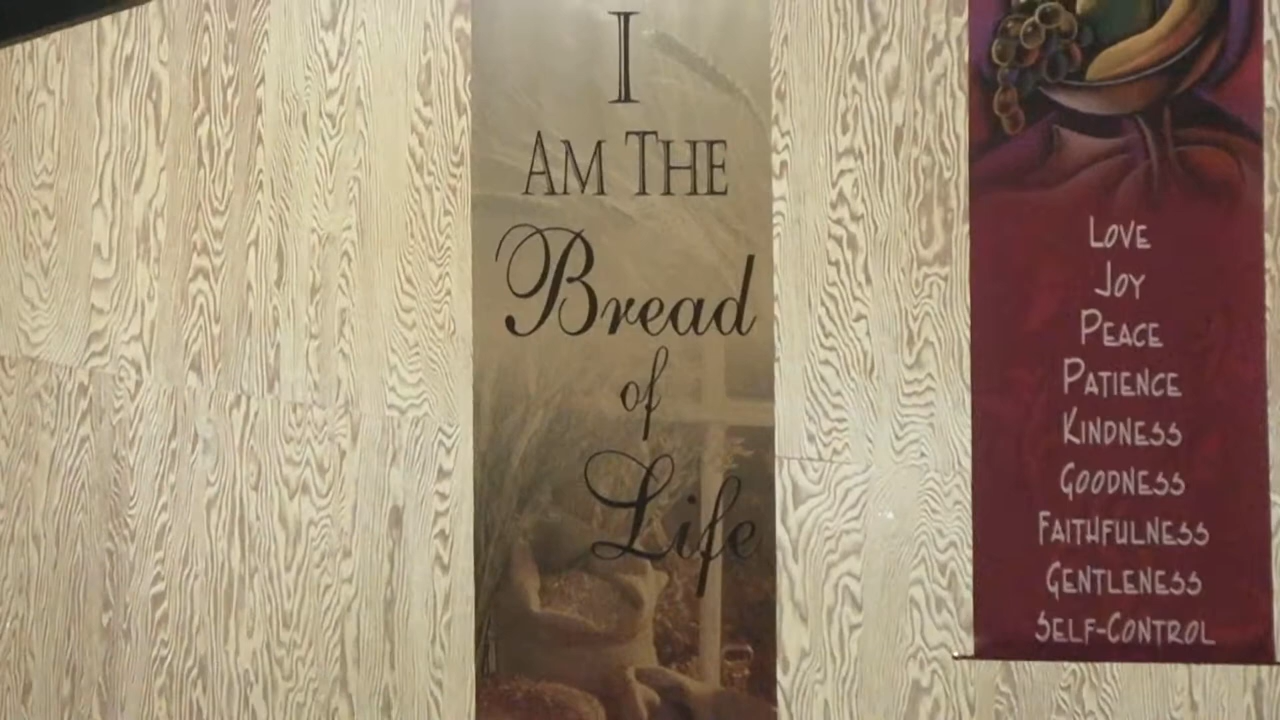 I
AM THE
Bread
of
Life
LOVE
JOY
PEACE
PATIENCE
KINDNESS
GOODNESS
FAITHFULNESS
GENTLENESS
SELF-CONTROL